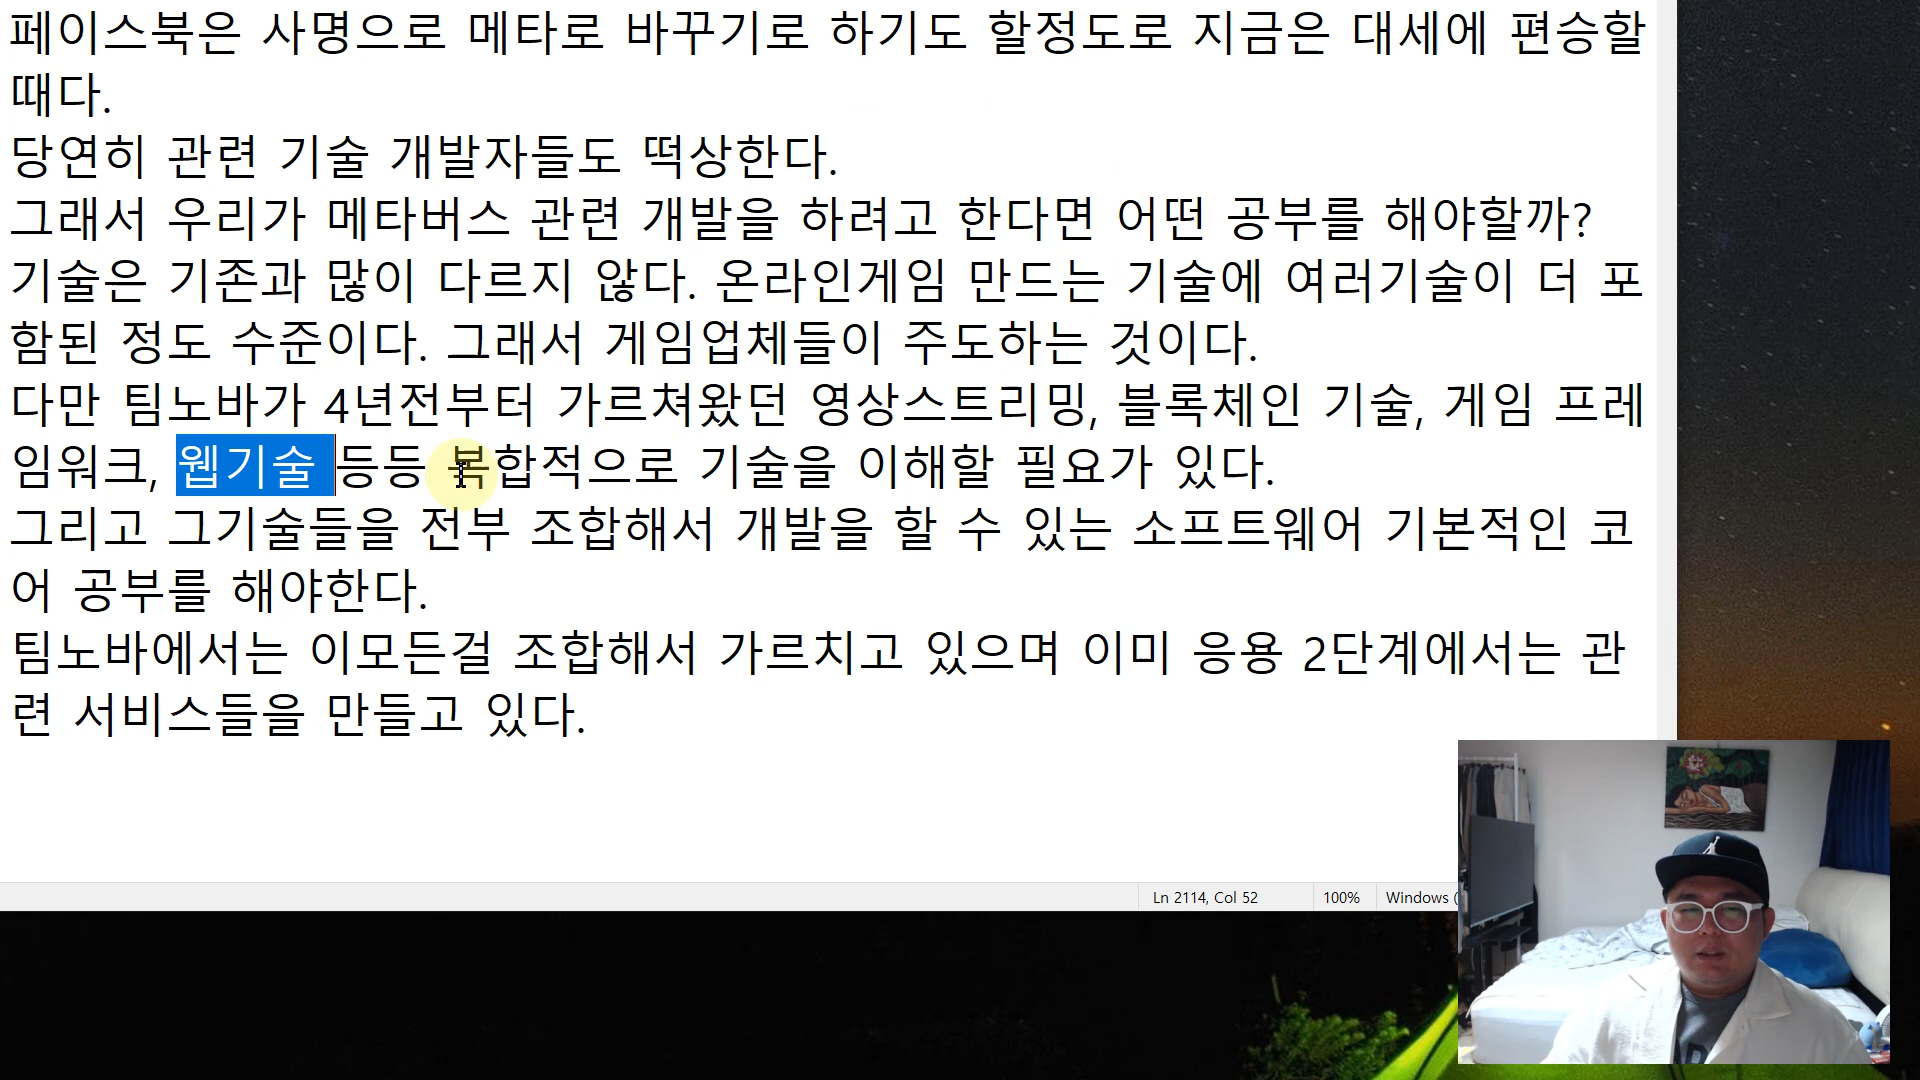 페이스북은 사명으로 메타로 바꾸기로 하기도 할정도로 지금은 대세에 편승할
때다.
당연히 관련 기술 개발자들도 떡상한다.
그래서 우리가 메타버스 관련 개발을 하려고 한다면 어떤 공부를 해야할까?
기술은 기존과 많이 다르지 않다. 온라인게임 만드는 기술에 여러기술이 더 포
함된 정도 수준이다. 그래서 게임업체들이 주도하는 것이다.
다만 팀노바가 4년전부터 가르쳐왔던 영상스트리밍, 블록체인 기술, 게임 프레
임워크, 웹기술 등등 복합적으로 기술을 이해할 필요가 있다.
그리고 그기술들을 전부 조합해서 개발을 할 수 있는 소프트웨어 기본적인 코
어 공부를 해야한다.
팀노바에서는 이모든걸 조합해서 가르치고 있으며 이미 응용 2단계에서는 관
련 서비스들을 만들고 있다.
Ln 2114, Col 52 100% Windows (